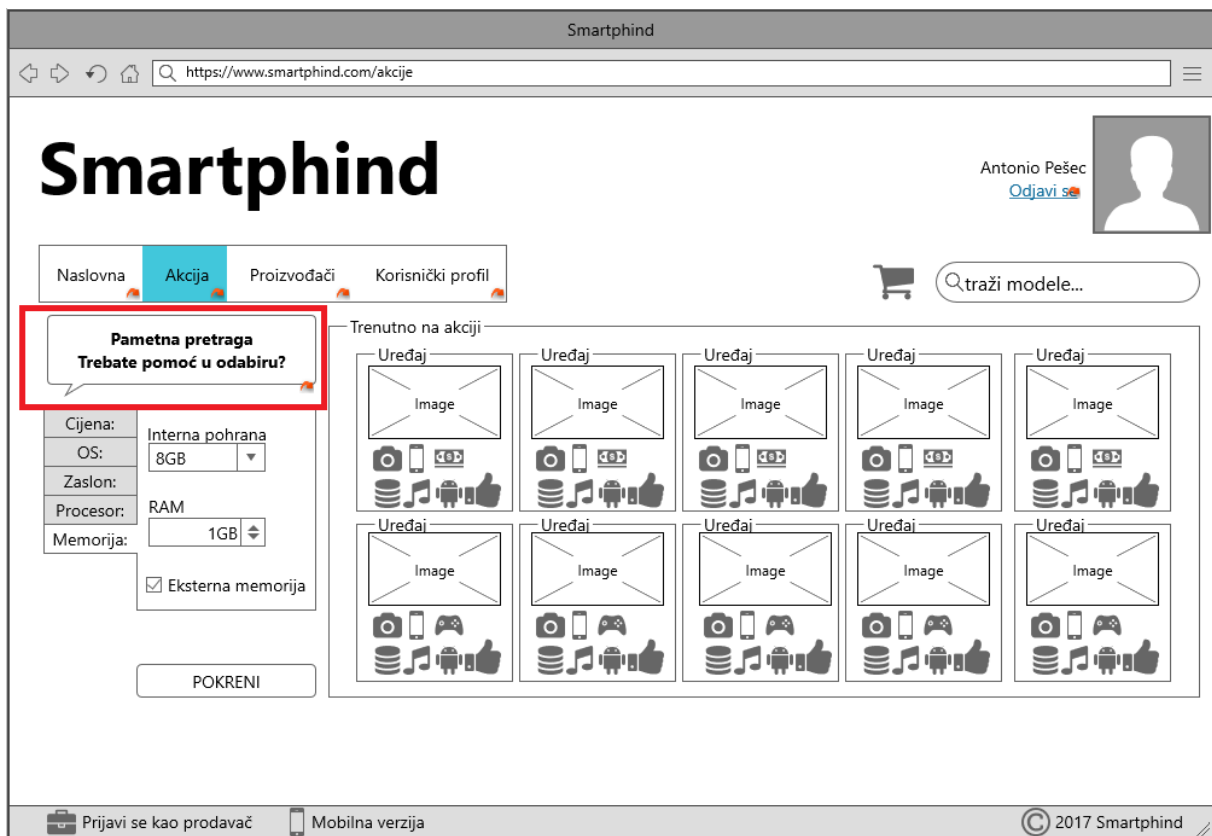 Smartphind
https://www.smartphind.com/akcije
Smartphind
Antonio Pešec
Odjavi se
Naslovna
Akcija
Proizvođači
Korisnički profil
traži modele...
Pametna pretraga
Trebate pomoć u odabiru?
Cijena:
OS:
Zaslon:
Procesor:
Memorija:
Interna pohrana
8GB
RAM
1GB
Eksterna memorija
POKRENI
Trenutno na akciji
Uređaj
Image
Uređaj
Image
Uređaj
Image
Uređaj
Image
Uređaj
Image
Uređaj
Image
Uređaj
Image
Uređaj
Image
Uređaj
Image
Uređaj
Image
Prijavi se kao prodavač
Mobilna verzija
© 2017 Smartphind